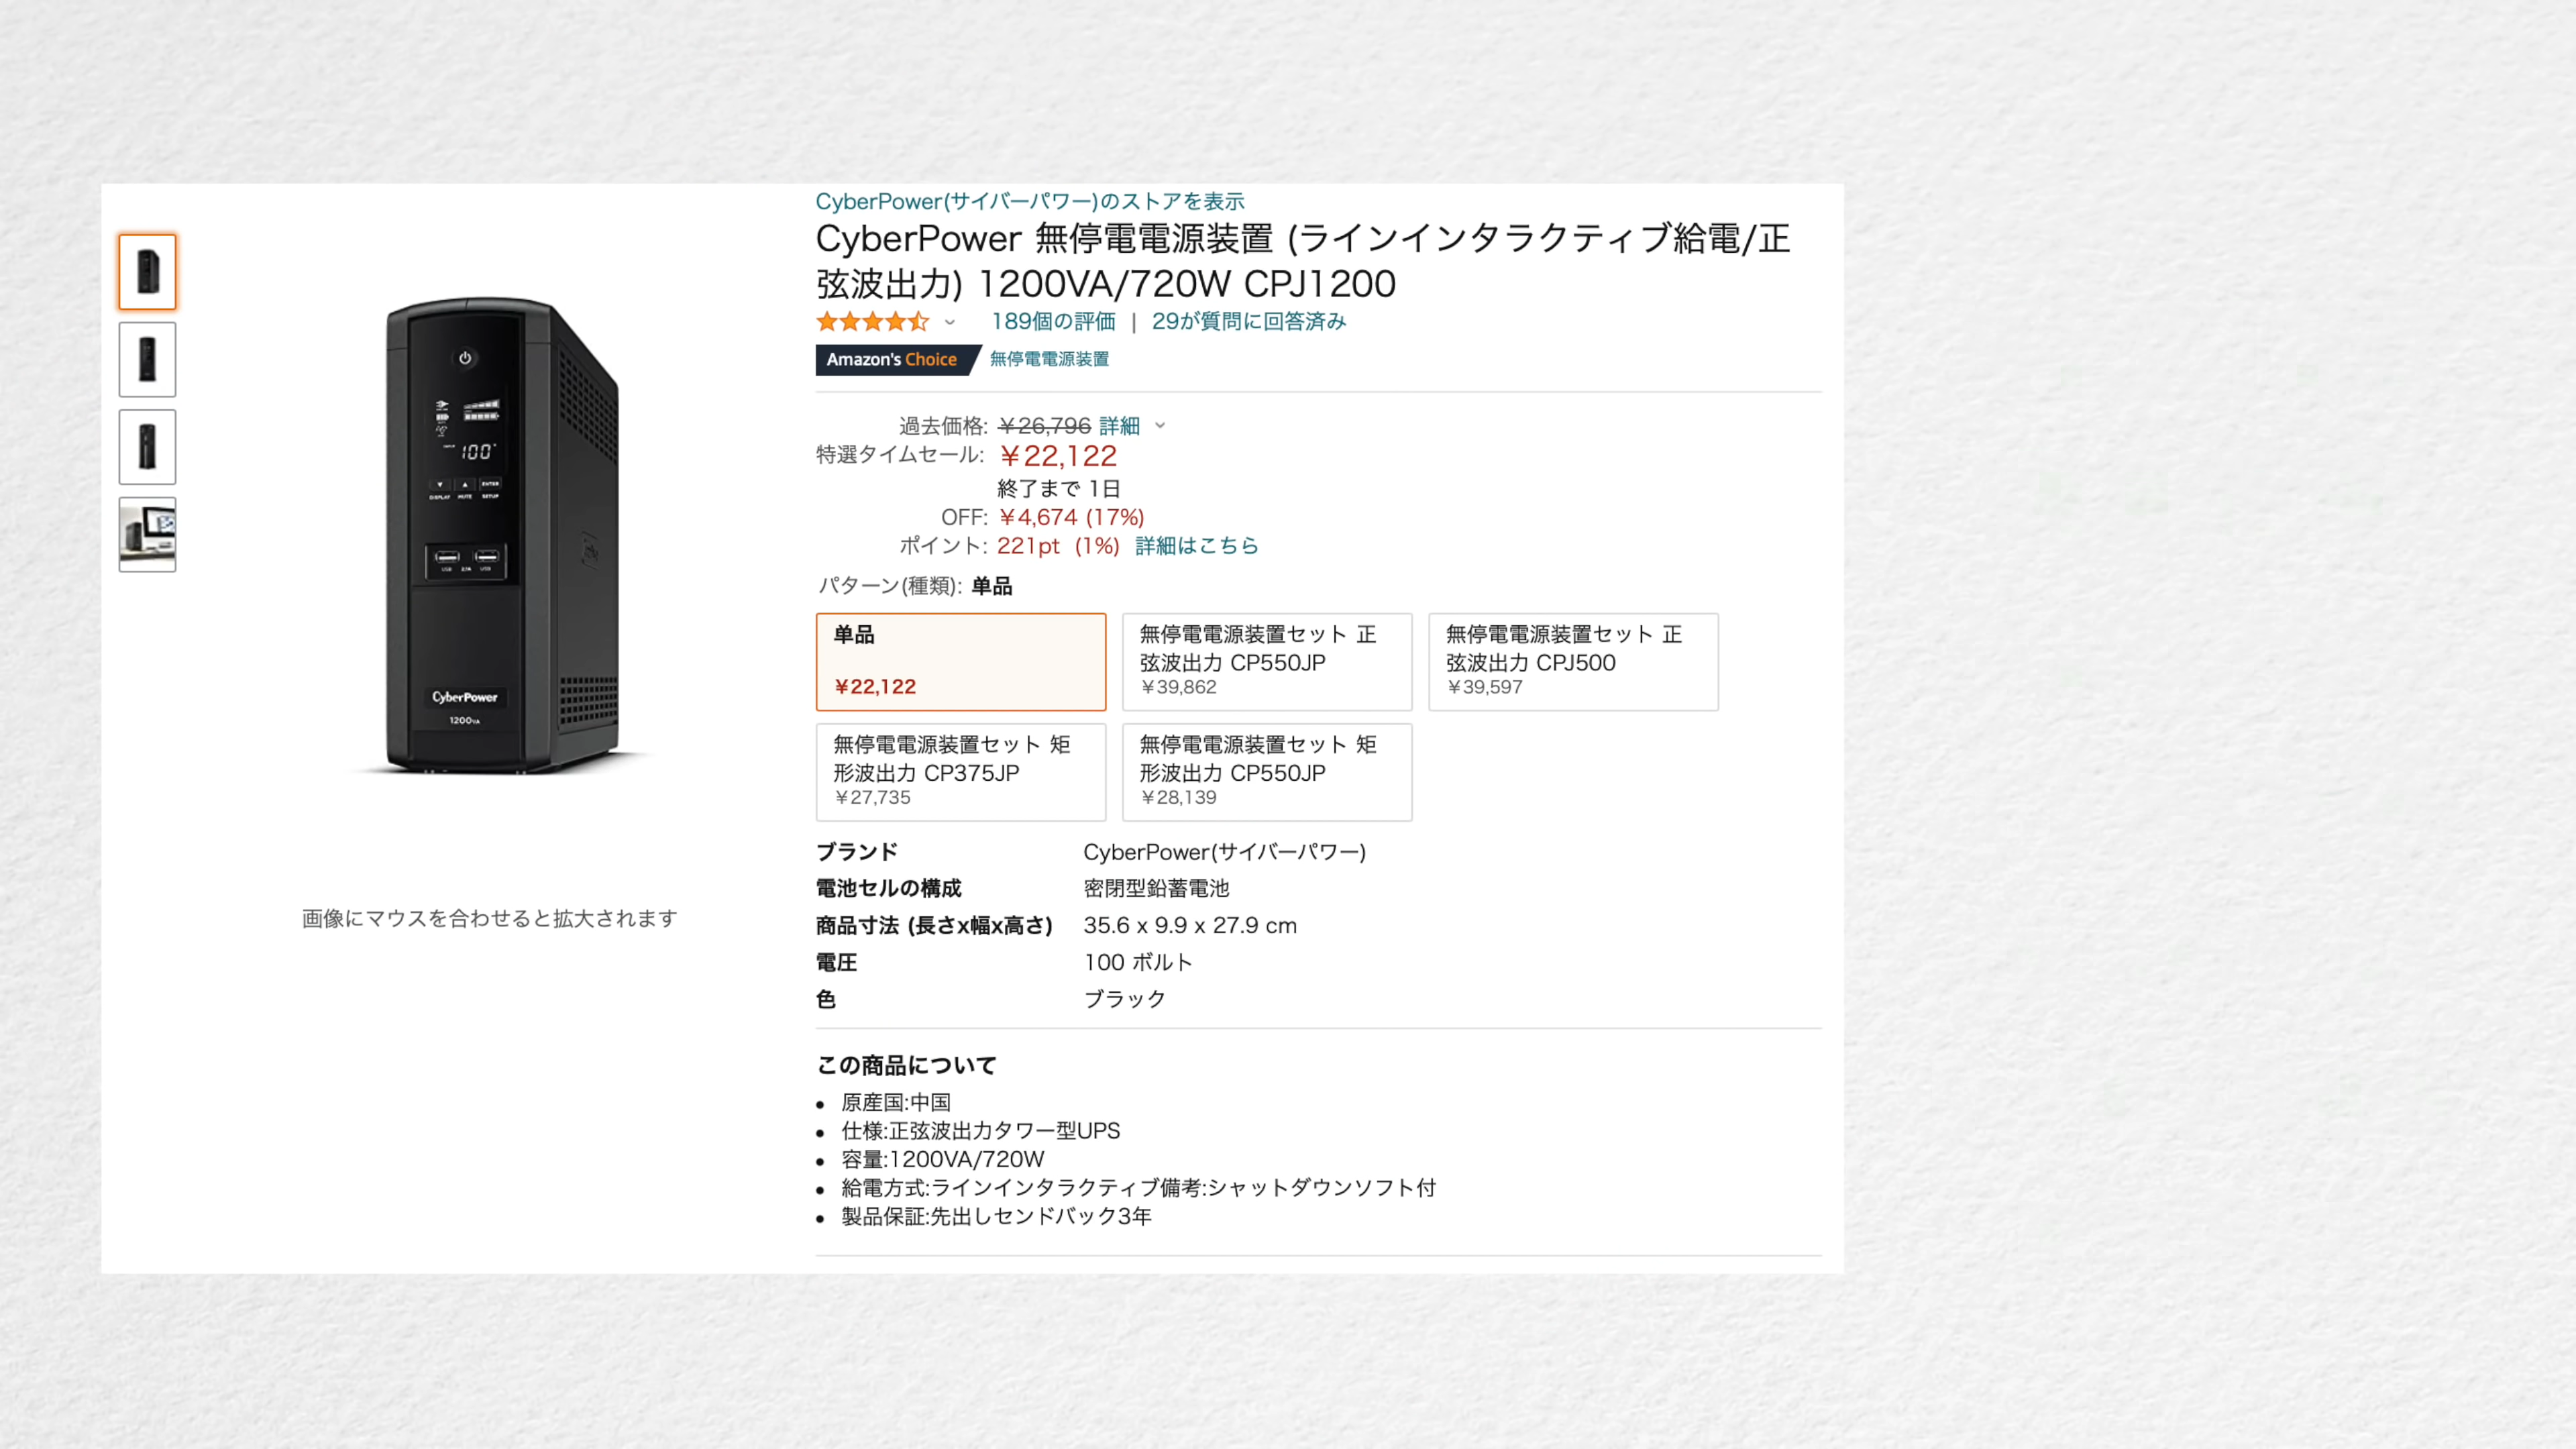 CyberPower(サイバーパワー)のストアを表示
CyberPower 無停電電源装置 (ラインインタラクティブ給電/正
弦波出力) 1200VA/720W CPJ1200
189個の評価 | 29が質問に回答済み
Amazon's Choice 無停電電源装置
過去価格: ￥26,796 詳細
特選タイムセール: ￥22,122
終了まで 1日
OFF: ￥4,674 (17%)
ポイント: 221pt (1%) 詳細はこちら
パターン(種類): 単品
単品
￥22,122
無停電電源装置セット 正
弦波出力 CP550JP
￥39,862
無停電電源装置セット 正
弦波出力 CPJ500
￥39,597
無停電電源装置セット 矩
形波出力 CP375JP
￥27,735
無停電電源装置セット 矩
形波出力 CP550JP
￥28,139
ブランド CyberPower(サイバーパワー)
電池セルの構成 密閉型鉛蓄電池
商品寸法 (長さx幅x高さ) 35.6 x 9.9 x 27.9 cm
電圧 100 ボルト
色 ブラック
この商品について
原産国:中国
仕様:正弦波出力タワー型UPS
容量:1200VA/720W
給電方式:ラインインタラクティブ備考:シャットダウンソフト付
製品保証:先出しセンドバック3年
100
DISPLAY MUTE ENTER
SETUP
USB 2.1A USB
CyberPower
1200VA
画像にマウスを合わせると拡大されます